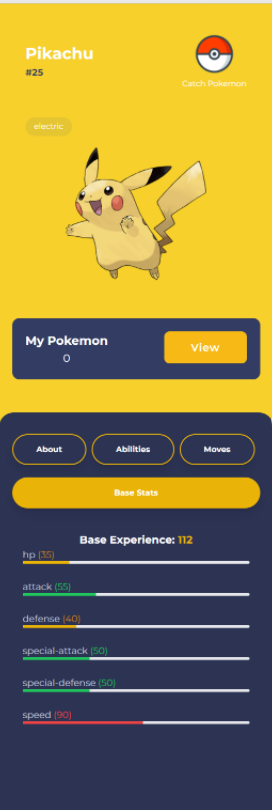 Pikachu
#25
Catch Pokemon
electric
My Pokemon
0
View
About
Abilities
Moves
Base Stats
Base Experience: 112
hp (35)
attack (55)
defense (40)
special-attack (50)
special-defense (50)
speed (90)